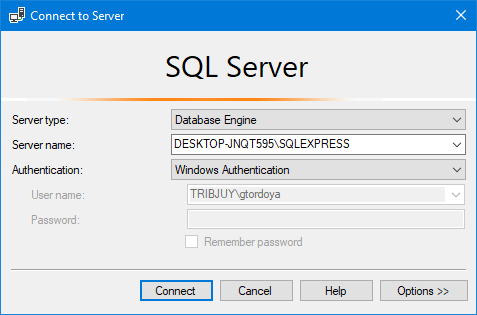 Connect to Server
SQL Server
Server type: Database Engine
Server name: DESKTOP-JNQT595\SQLEXPRESS
Authentication: Windows Authentication
User name: TRIBJUY\gtordoya
Password:
Remember password
Connect Cancel Help Options >>